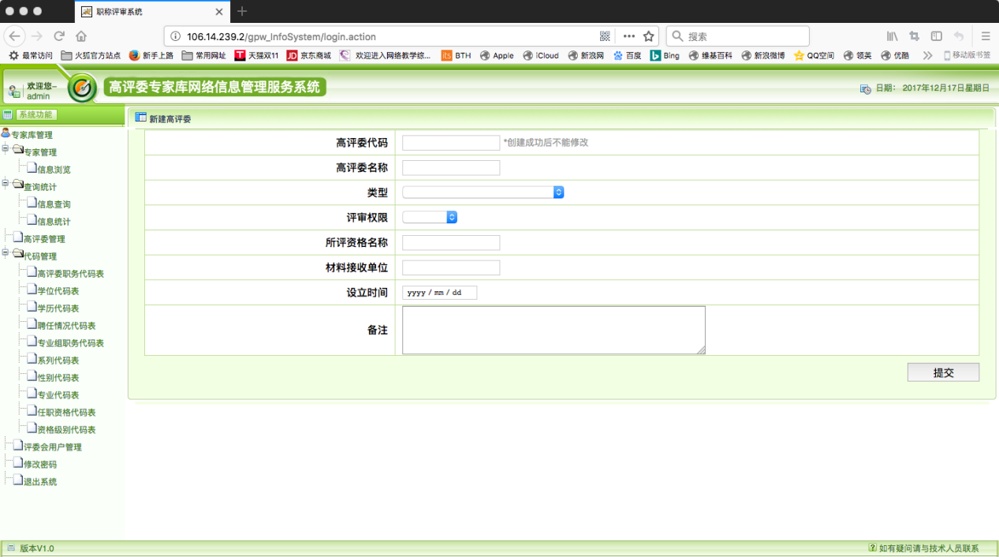 职称评审系统
106.14.239.2/gpw_InfoSystem/login.action
搜索
最常访问 火狐官方站点 新手上路 常用网址 天猫双11 京东商城 欢迎进入网络教学综... BTH Apple iCloud 新浪网 百度 Bing 维基百科 新浪微博 QQ空间 领英 优酷 移动版书签
欢迎您-
admin
高评委专家库网络信息管理服务系统
日期: 2017年12月17日星期日
系统功能
专家库管理
专家管理
信息浏览
查询统计
信息查询
信息统计
高评委管理
代码管理
高评委职务代码表
学位代码表
学历代码表
聘任情况代码表
专业组职务代码表
系列代码表
性别代码表
专业代码表
任职资格代码表
资格级别代码表
评委会用户管理
修改密码
退出系统
新建高评委
高评委代码 *创建成功后不能修改
高评委名称
类型
评审权限
所评资格名称
材料接收单位
设立时间 yyyy / mm / dd
备注
提交
版本V1.0
如有疑问请与技术人员联系